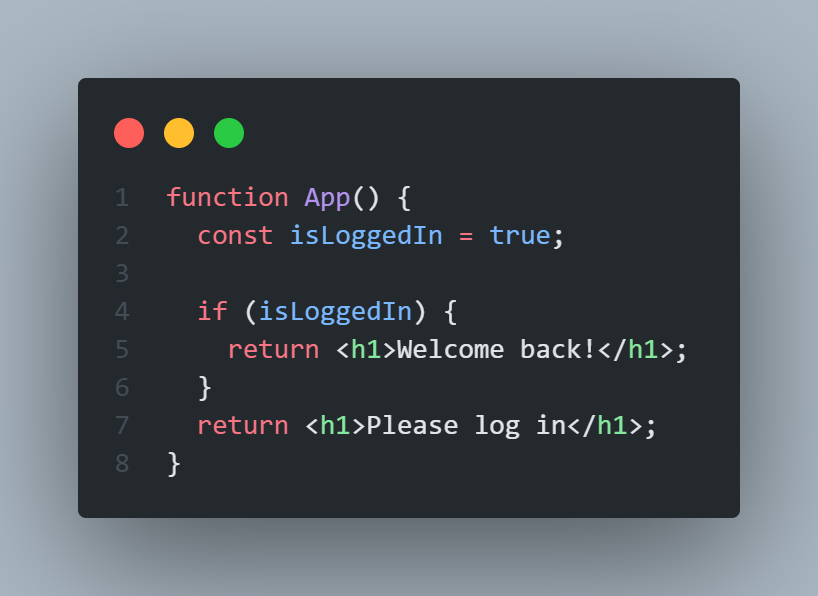 1 function App() {
2   const isLoggedIn = true;
3
4   if (isLoggedIn) {
5     return <h1>Welcome back!</h1>;
6   }
7   return <h1>Please log in</h1>;
8 }